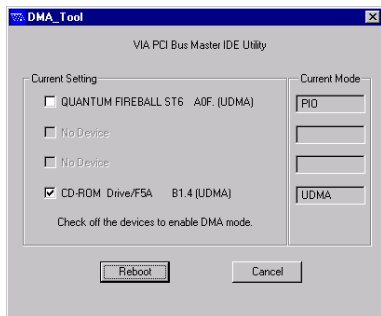 DMA_Tool
VIA PCI Bus Master IDE Utility
Current Setting
Current Mode
QUANTUM FIREBALL ST6 A0F. (UDMA)
PIO
No Device
No Device
CD-ROM Drive/F5A B1.4 (UDMA)
UDMA
Check off the devices to enable DMA mode.
Reboot
Cancel